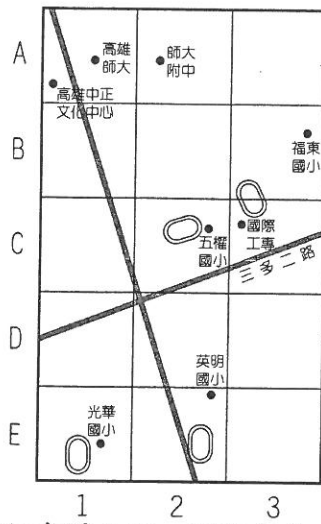 A
高雄
師大
師大
附中
高雄中正
文化中心
B
福東
國小
C
五權
國小
國際
工專
三多二路
D
英明
國小
E
光華
國小
1
2
3